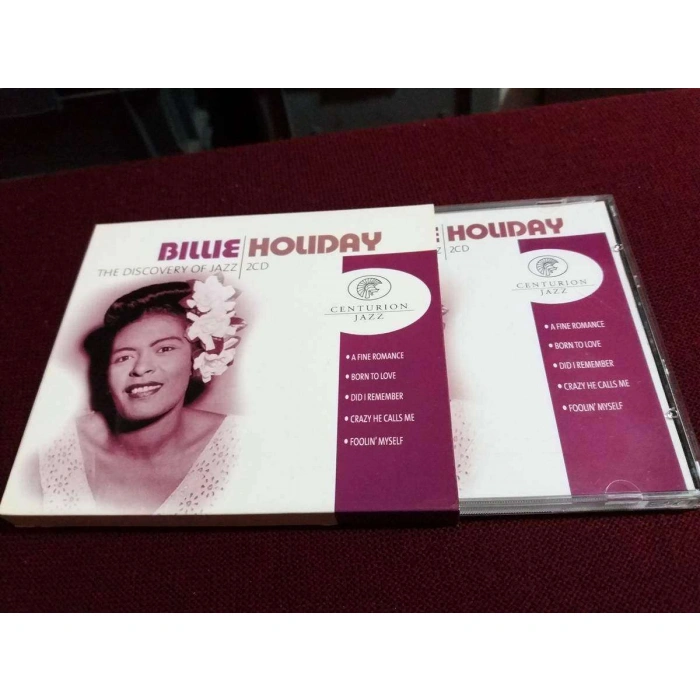 BILLIE HOLIDAY
THE DISCOVERY OF JAZZ 2CD
CENTURION
JAZZ
• A FINE ROMANCE
• BORN TO LOVE
• DID I REMEMBER
• CRAZY HE CALLS ME
• FOOLIN' MYSELF
E HOLIDAY
Z 2CD
CENTURION
JAZZ
• A FINE ROMANCE
• BORN TO LOVE
• DID I REMEMBER
• CRAZY HE CALLS ME
• FOOLIN' MYSELF